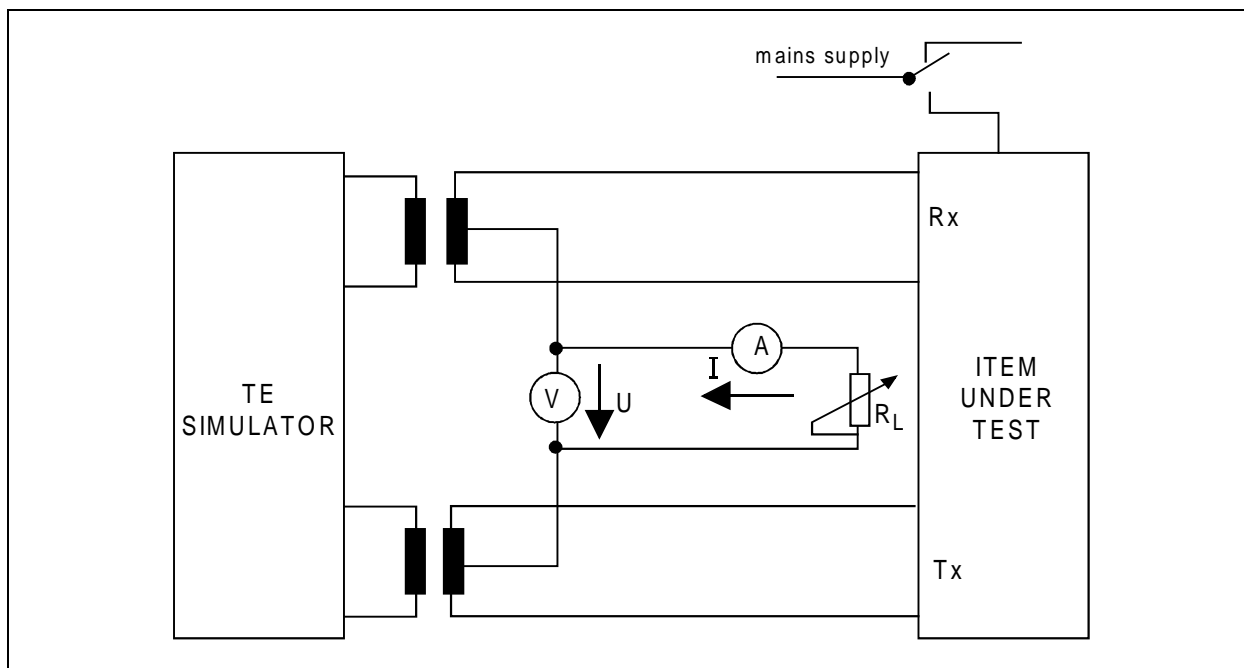 mains supply
Rx
A
I
TE
SIMULATOR
V
U
R_L
ITEM
UNDER
TEST
Tx